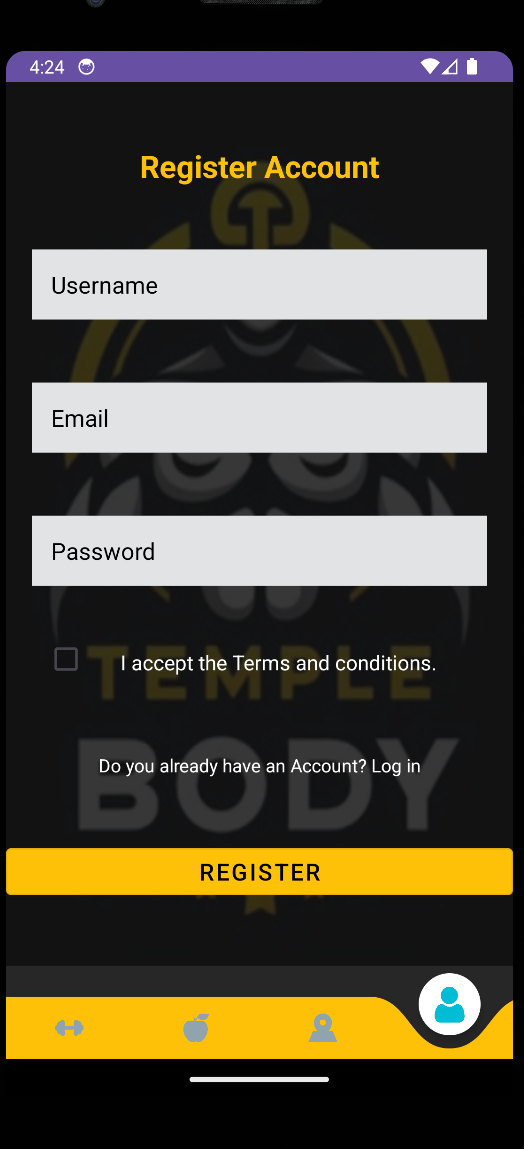 4:24
Register Account
Username
Email
Password
I accept the Terms and conditions.
TEMPLE
Do you already have an Account? Log in
BODY
REGISTER